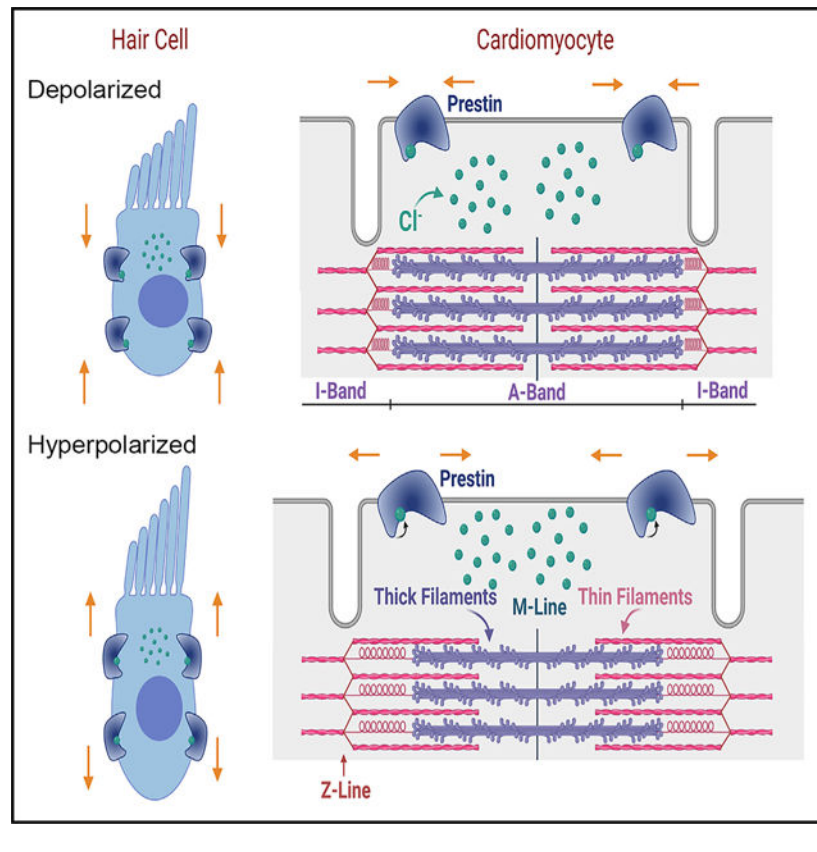 Hair Cell
Cardiomyocyte
Depolarized
Prestin
Cl-
I-Band
A-Band
I-Band
Hyperpolarized
Prestin
Thick Filaments
M-Line
Thin Filaments
Z-Line